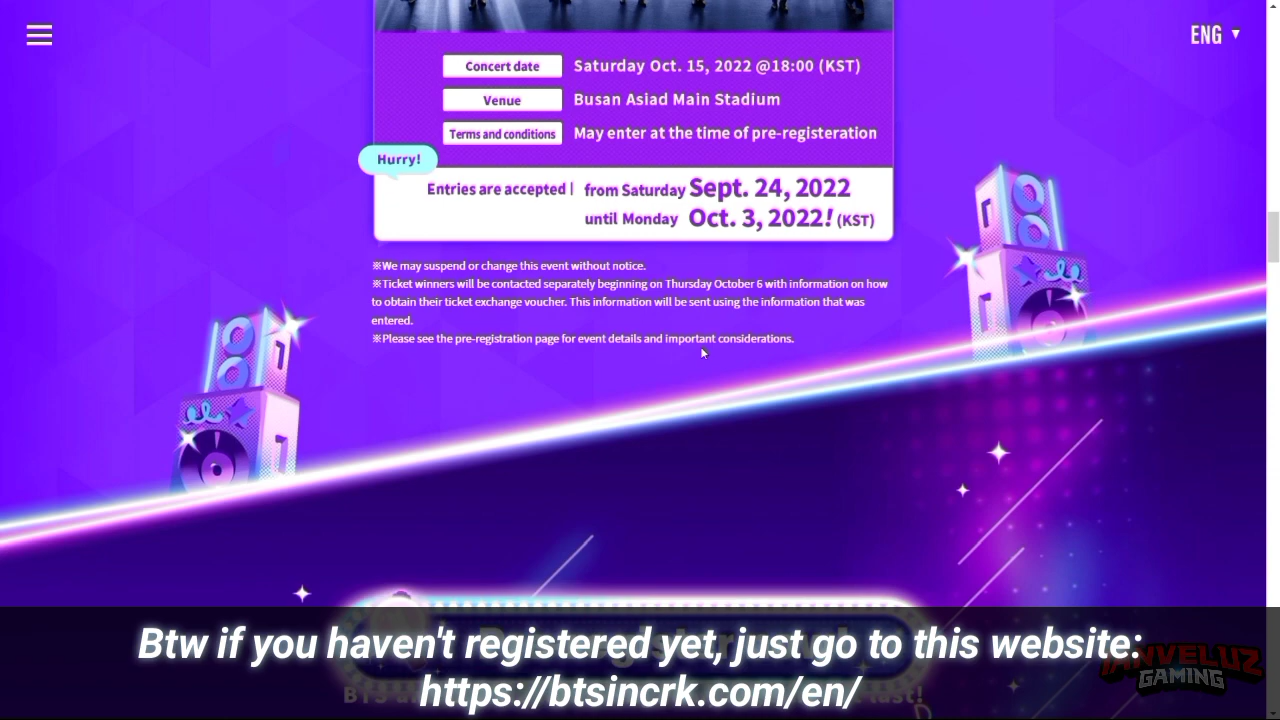 ENG ▼
Concert date Saturday Oct. 15, 2022 @18:00 (KST)
Venue Busan Asiad Main Stadium
Terms and conditions May enter at the time of pre-registeration
Hurry!
Entries are accepted | from Saturday Sept. 24, 2022
until Monday Oct. 3, 2022! (KST)
※We may suspend or change this event without notice.
※Ticket winners will be contacted separately beginning on Thursday October 6 with information on how
to obtain their ticket exchange voucher. This information will be sent using the information that was
entered.
※Please see the pre-registration page for event details and important considerations.
Btw if you haven't registered yet, just go to this website:
https://btsincrk.com/en/
IANVELUZ
GAMING
BTS
last!